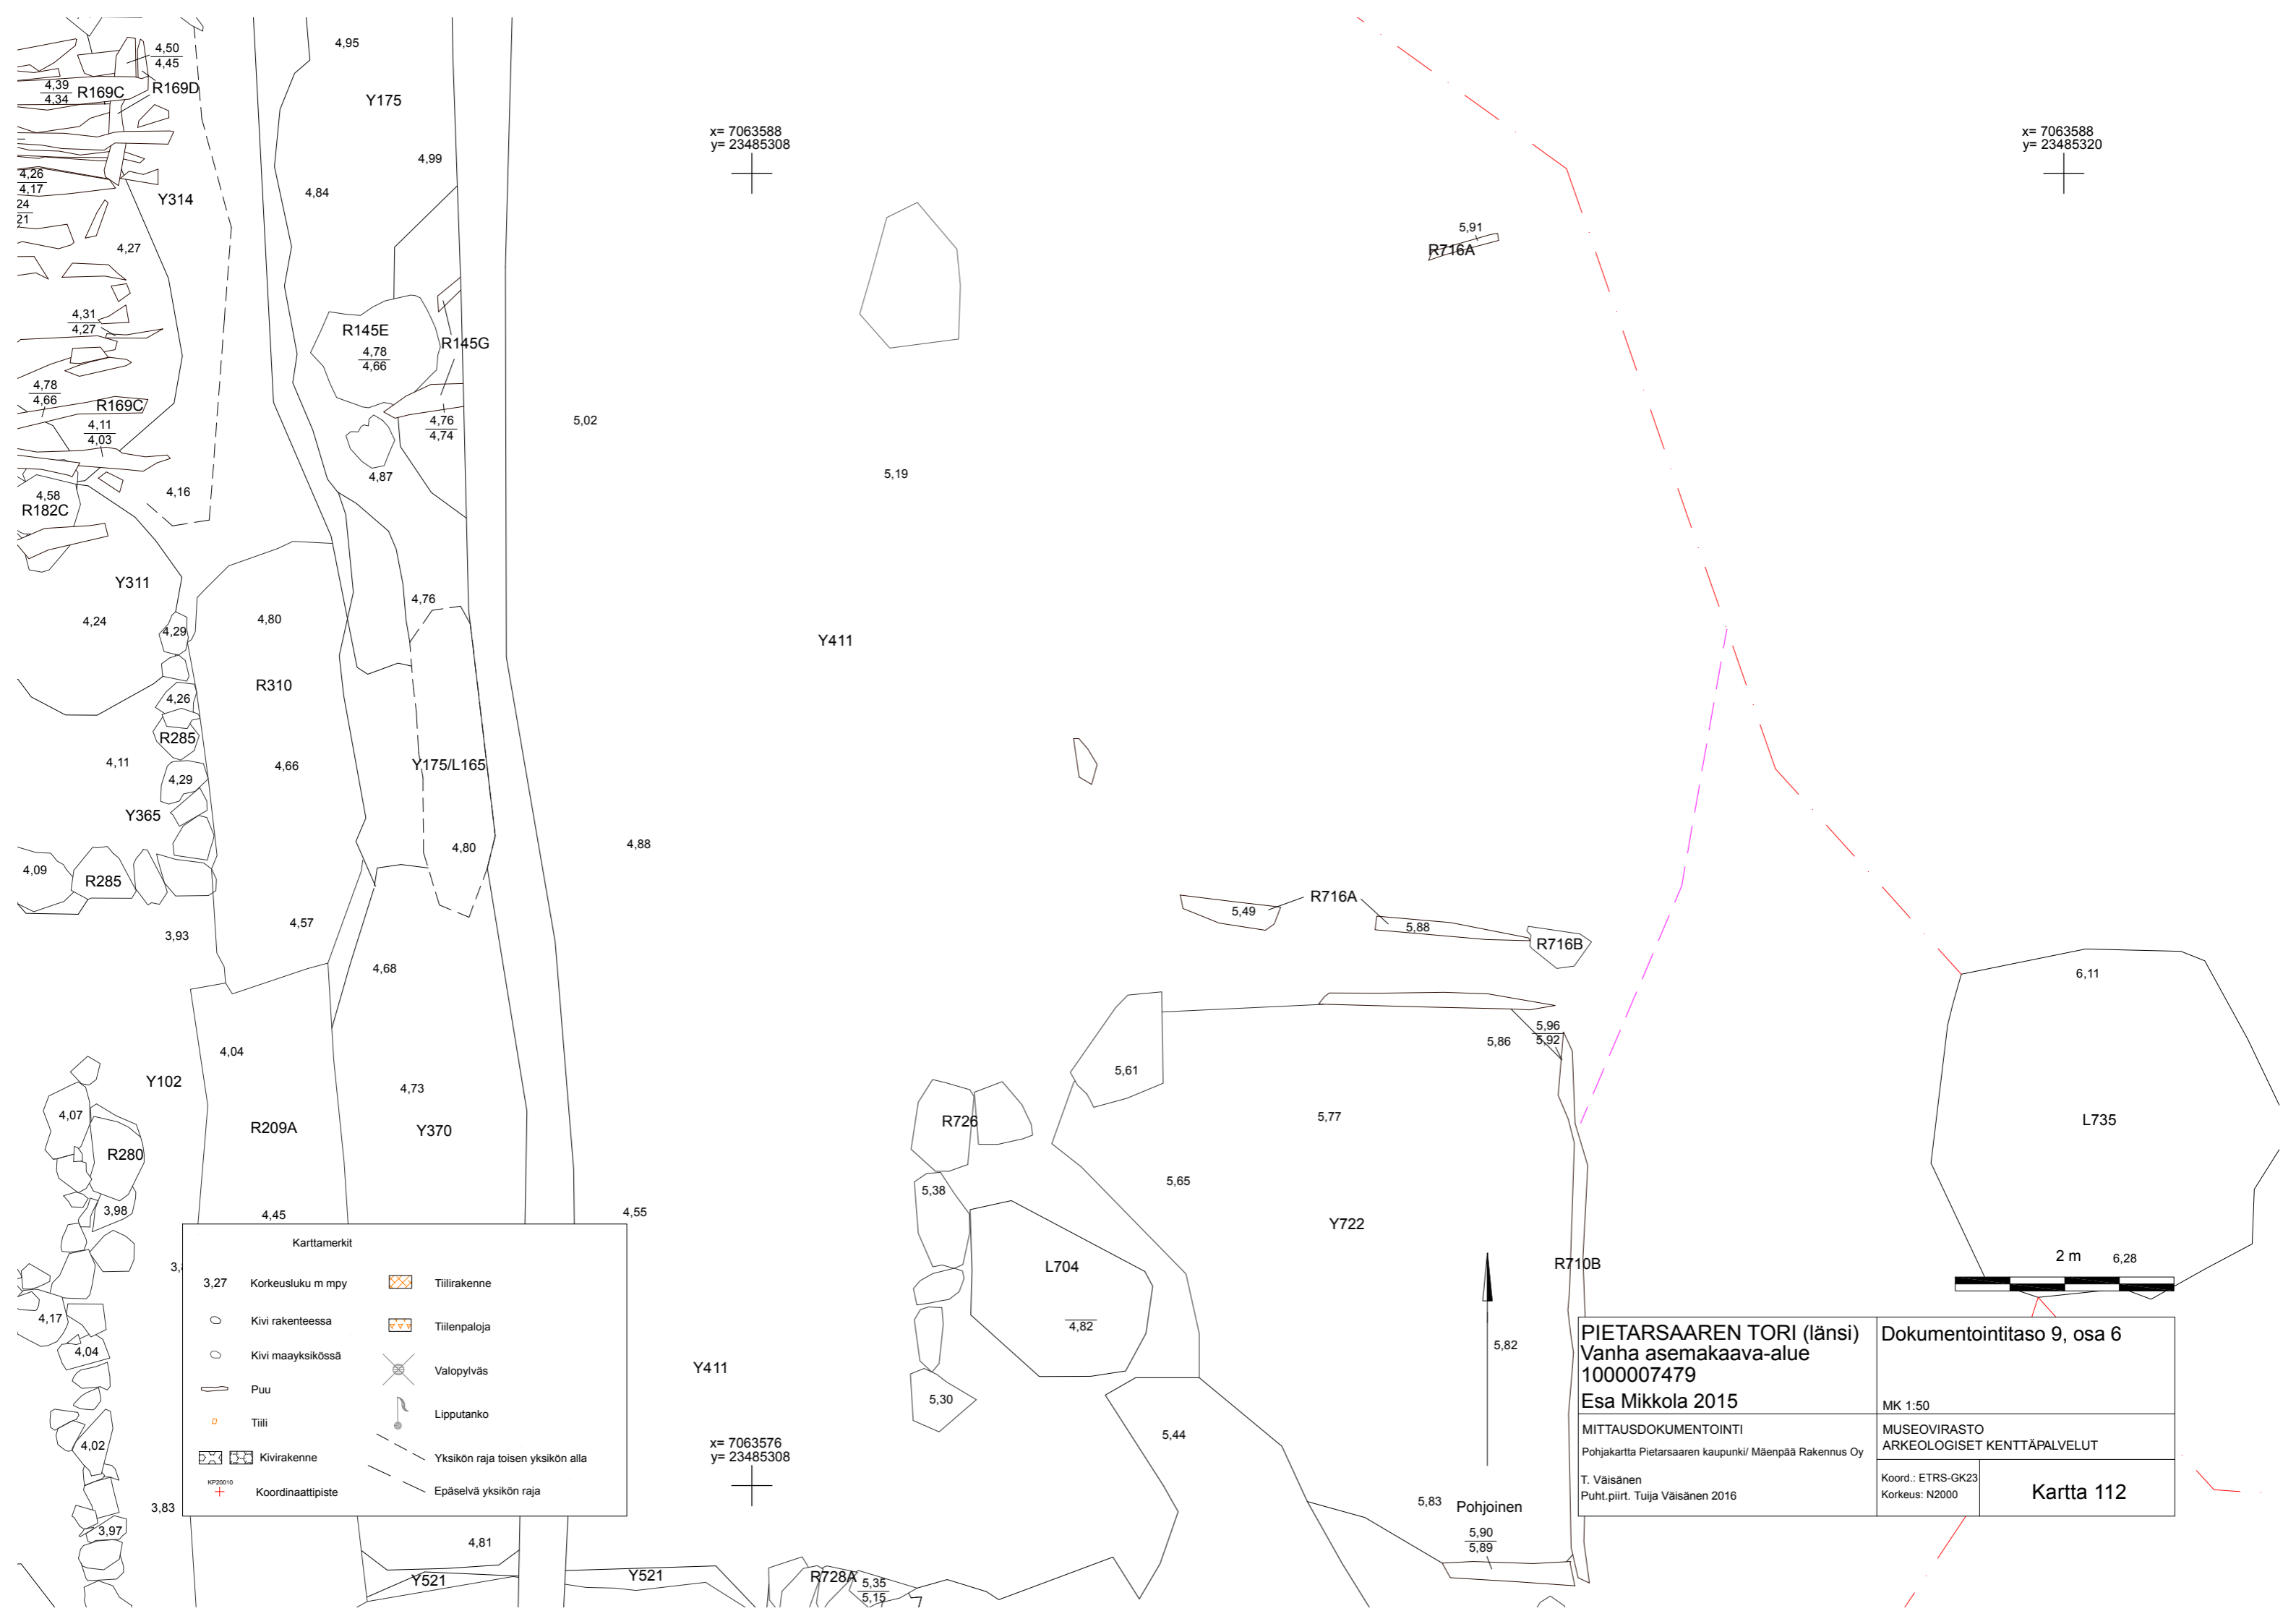 4,95
4,50
4,45
4,39
4,34
R169C
R169D
Y175
x= 7063588
y= 23485308
x= 7063588
y= 23485320
4,99
4,26
4,17
24
21
Y314
4,84
4,27
5,91
R716A
4,31
4,27
R145E
4,78
4,66
R145G
4,78
4,66
R169C
4,11
4,03
4,76
4,74
5,02
4,87
5,19
4,58
R182C
4,16
Y311
4,24
4,29
4,80
4,76
Y411
R310
4,26
R285
4,11
4,29
4,66
Y175/L165
Y365
4,09
R285
4,80
4,88
R716A
5,49
5,88
R716B
3,93
4,57
4,68
6,11
4,04
5,86
5,96
5,92
Y102
4,07
4,73
5,61
5,77
R209A
Y370
R726
L735
R280
5,65
5,38
3,98
4,45
4,55
Y722
L704
R710B
4,82
5,82
4,17
4,04
Y411
5,30
4,02
5,44
x= 7063576
y= 23485308
3,83
3,97
5,83
Pohjoinen
5,90
5,89
4,81
Y521
Y521
R728A
5,35
5,15
Karttamerkit
3,27 Korkeusluku m mpy
Kivi rakenteessa
Kivi maayksikössä
Puu
Tiili
Kivirakenne
KP20010
Koordinaattipiste
Tiilirakenne
Tiilenpaloja
Valopylväs
Lipputanko
Yksikön raja toisen yksikön alla
Epäselvä yksikön raja
2 m
6,28
PIETARSAAREN TORI (länsi)
Vanha asemakaava-alue
1000007479
Esa Mikkola 2015
Dokumentointitaso 9, osa 6
MK 1:50
MITTAUSDOKUMENTOINTI
Pohjakartta Pietarsaaren kaupunki/ Mäenpää Rakennus Oy
T. Väisänen
Puht.piirt. Tuija Väisänen 2016
MUSEOVIRASTO
ARKEOLOGISET KENTTÄPALVELUT
Koord.: ETRS-GK23
Korkeus: N2000
Kartta 112